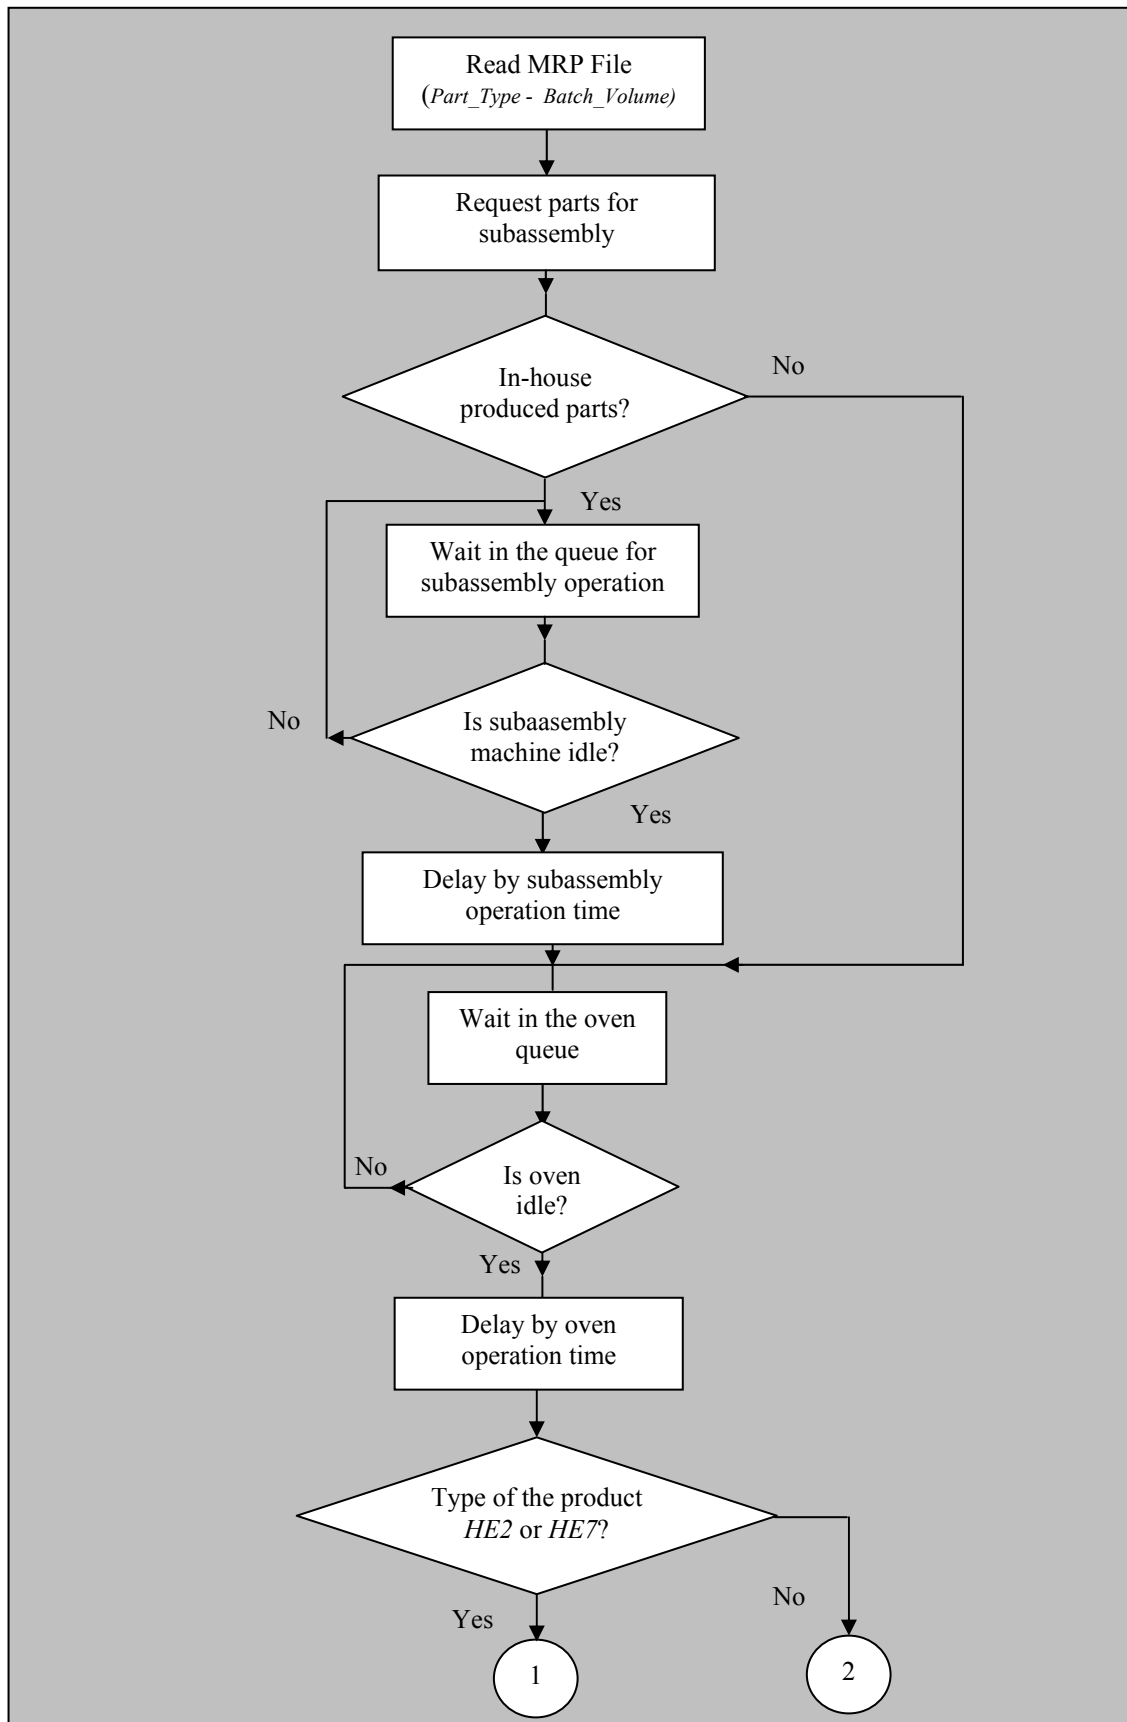 Read MRP File
(Part_Type - Batch_Volume)
Request parts for
subassembly
In-house
produced parts?
No
Yes
Wait in the queue for
subassembly operation
No
Is subaasembly
machine idle?
Yes
Delay by subassembly
operation time
Wait in the oven
queue
No
Is oven
idle?
Yes
Delay by oven
operation time
Type of the product
HE2 or HE7?
No
Yes
1
2